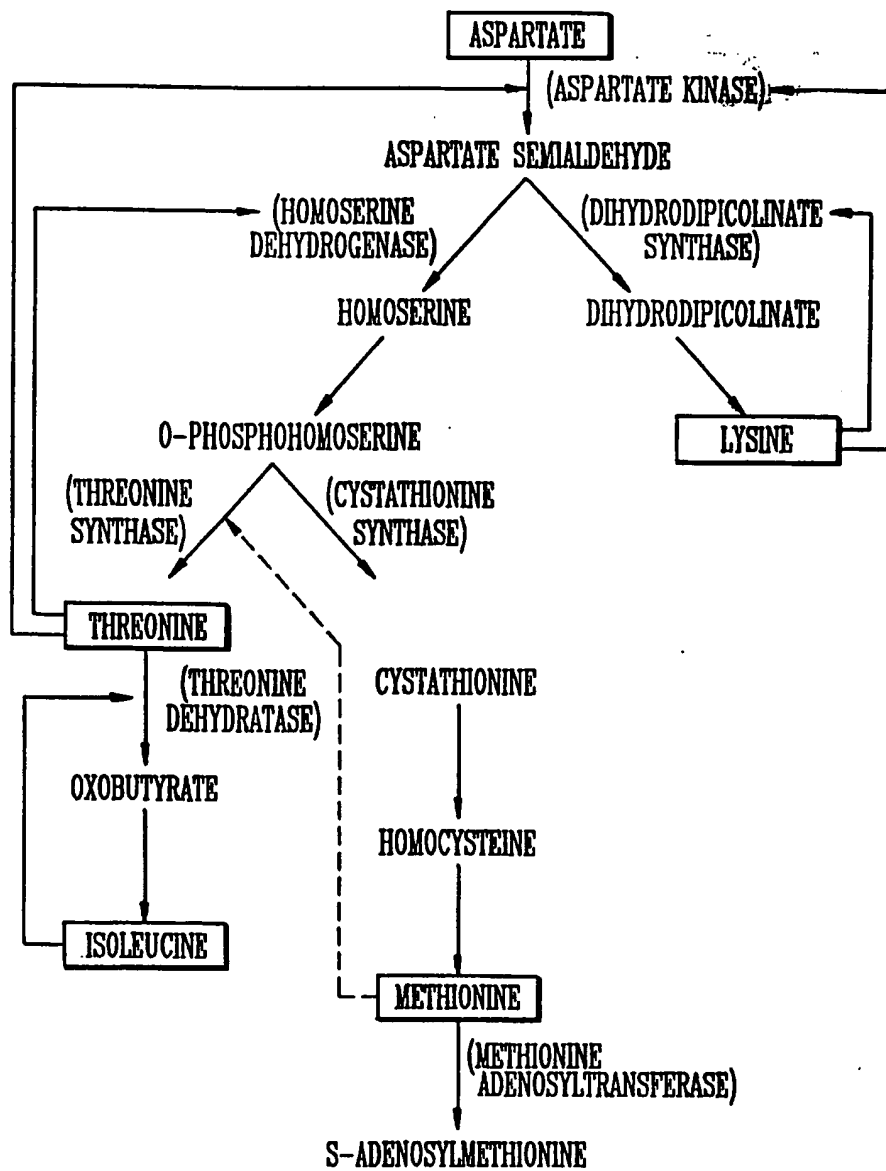 ASPARTATE
(ASPARTATE KINASE)
ASPARTATE SEMIALDEHYDE
(HOMOSERINE
DEHYDROGENASE)
(DIHYDRODIPICOLINATE
SYNTHASE)
HOMOSERINE
DIHYDRODIPICOLINATE
O-PHOSPHOHOMOSERINE
LYSINE
(THREONINE
SYNTHASE)
(CYSTATHIONINE
SYNTHASE)
THREONINE
(THREONINE
DEHYDRATASE)
CYSTATHIONINE
OXOBUTYRATE
HOMOCYSTEINE
ISOLEUCINE
METHIONINE
(METHIONINE
ADENOSYLTRANSFERASE)
S-ADENOSYLMETHIONINE